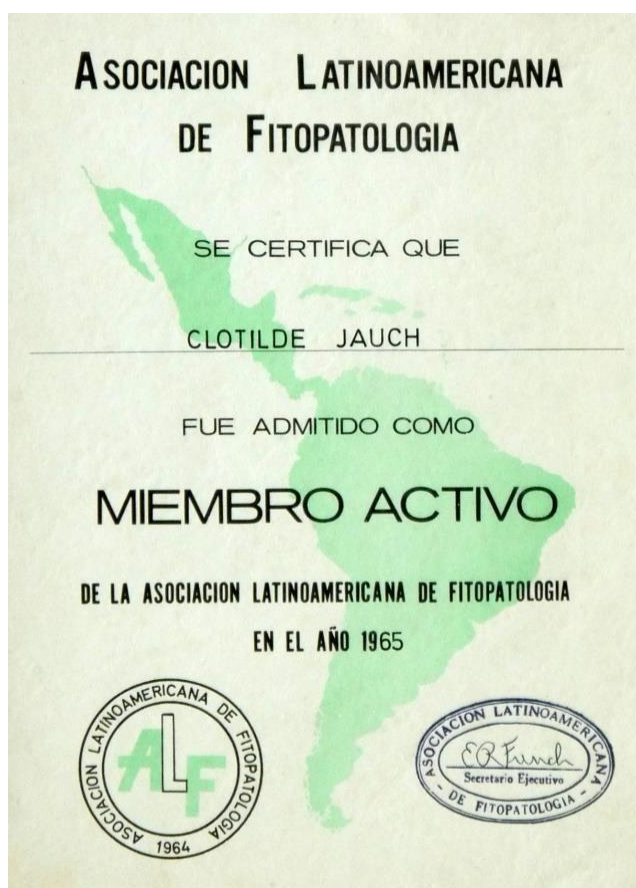 ASOCIACION LATINOAMERICANA
DE FITOPATOLOGIA
SE CERTIFICA QUE
CLOTILDE JAUCH
FUE ADMITIDO COMO
MIEMBRO ACTIVO
DE LA ASOCIACION LATINOAMERICANA DE FITOPATOLOGIA
EN EL AÑO 1965
ASOCIACION LATINOAMERICANA DE FITOPATOLOGIA
ALF
1964
ASOCIACION LATINOAMERICANA
Secretario Ejecutivo
- DE FITOPATOLOGIA -